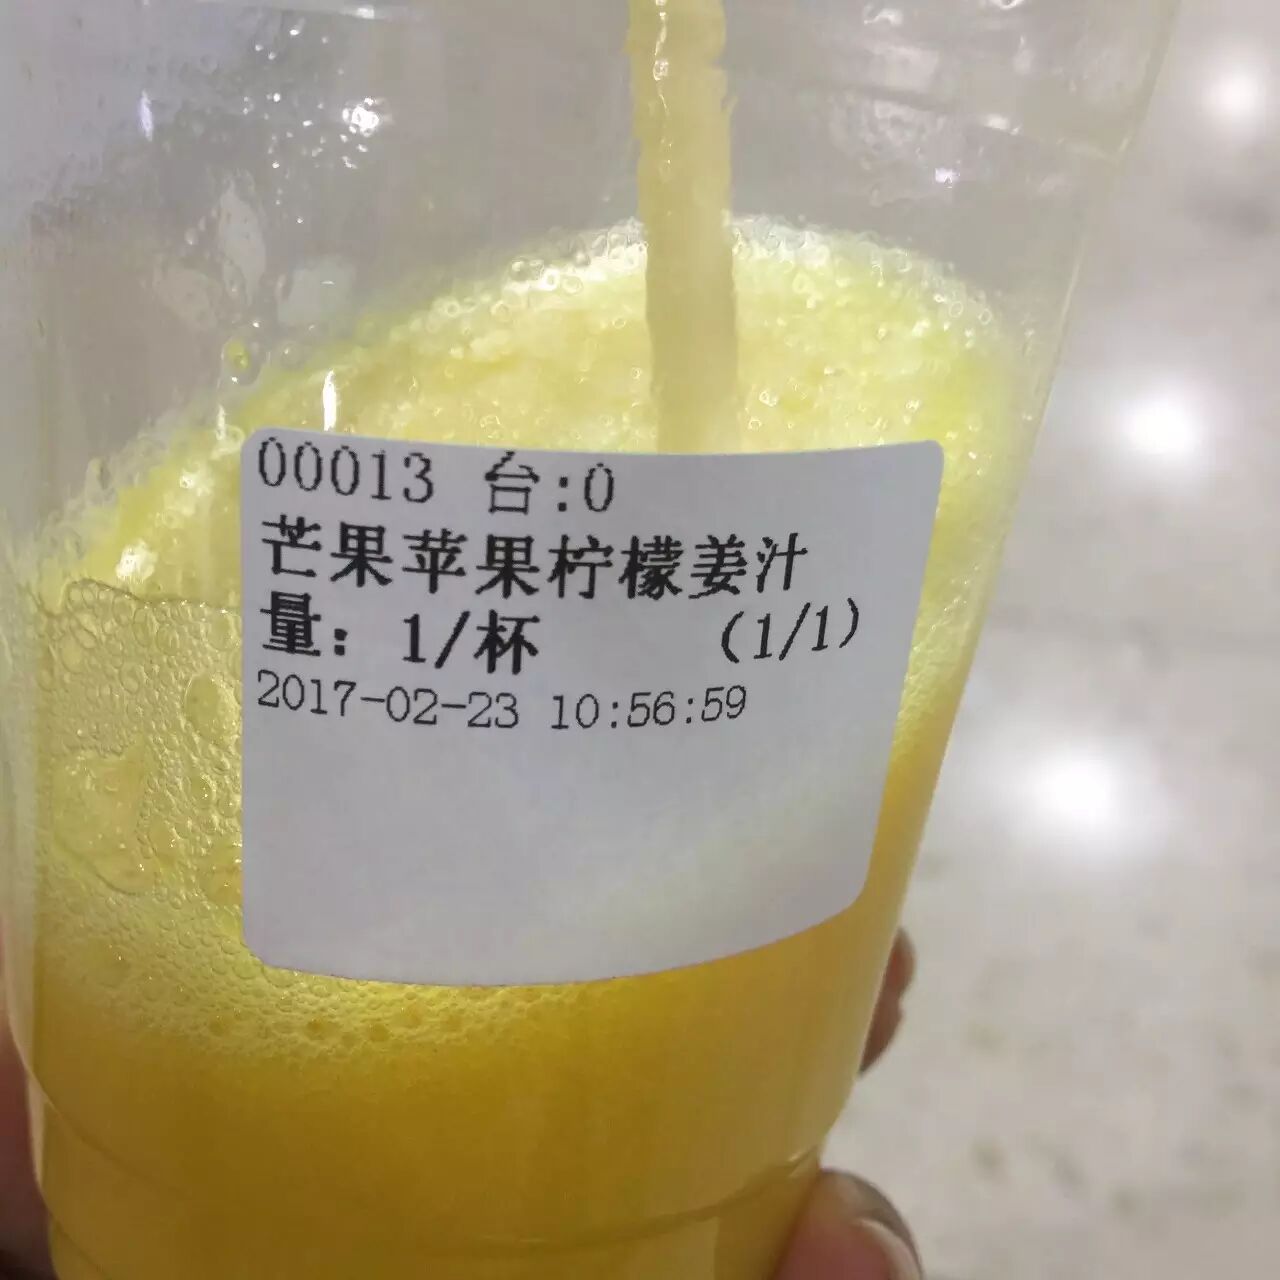 00013 台:0
芒果苹果柠檬姜汁
量: 1/杯 (1/1)
2017-02-23 10:56:59